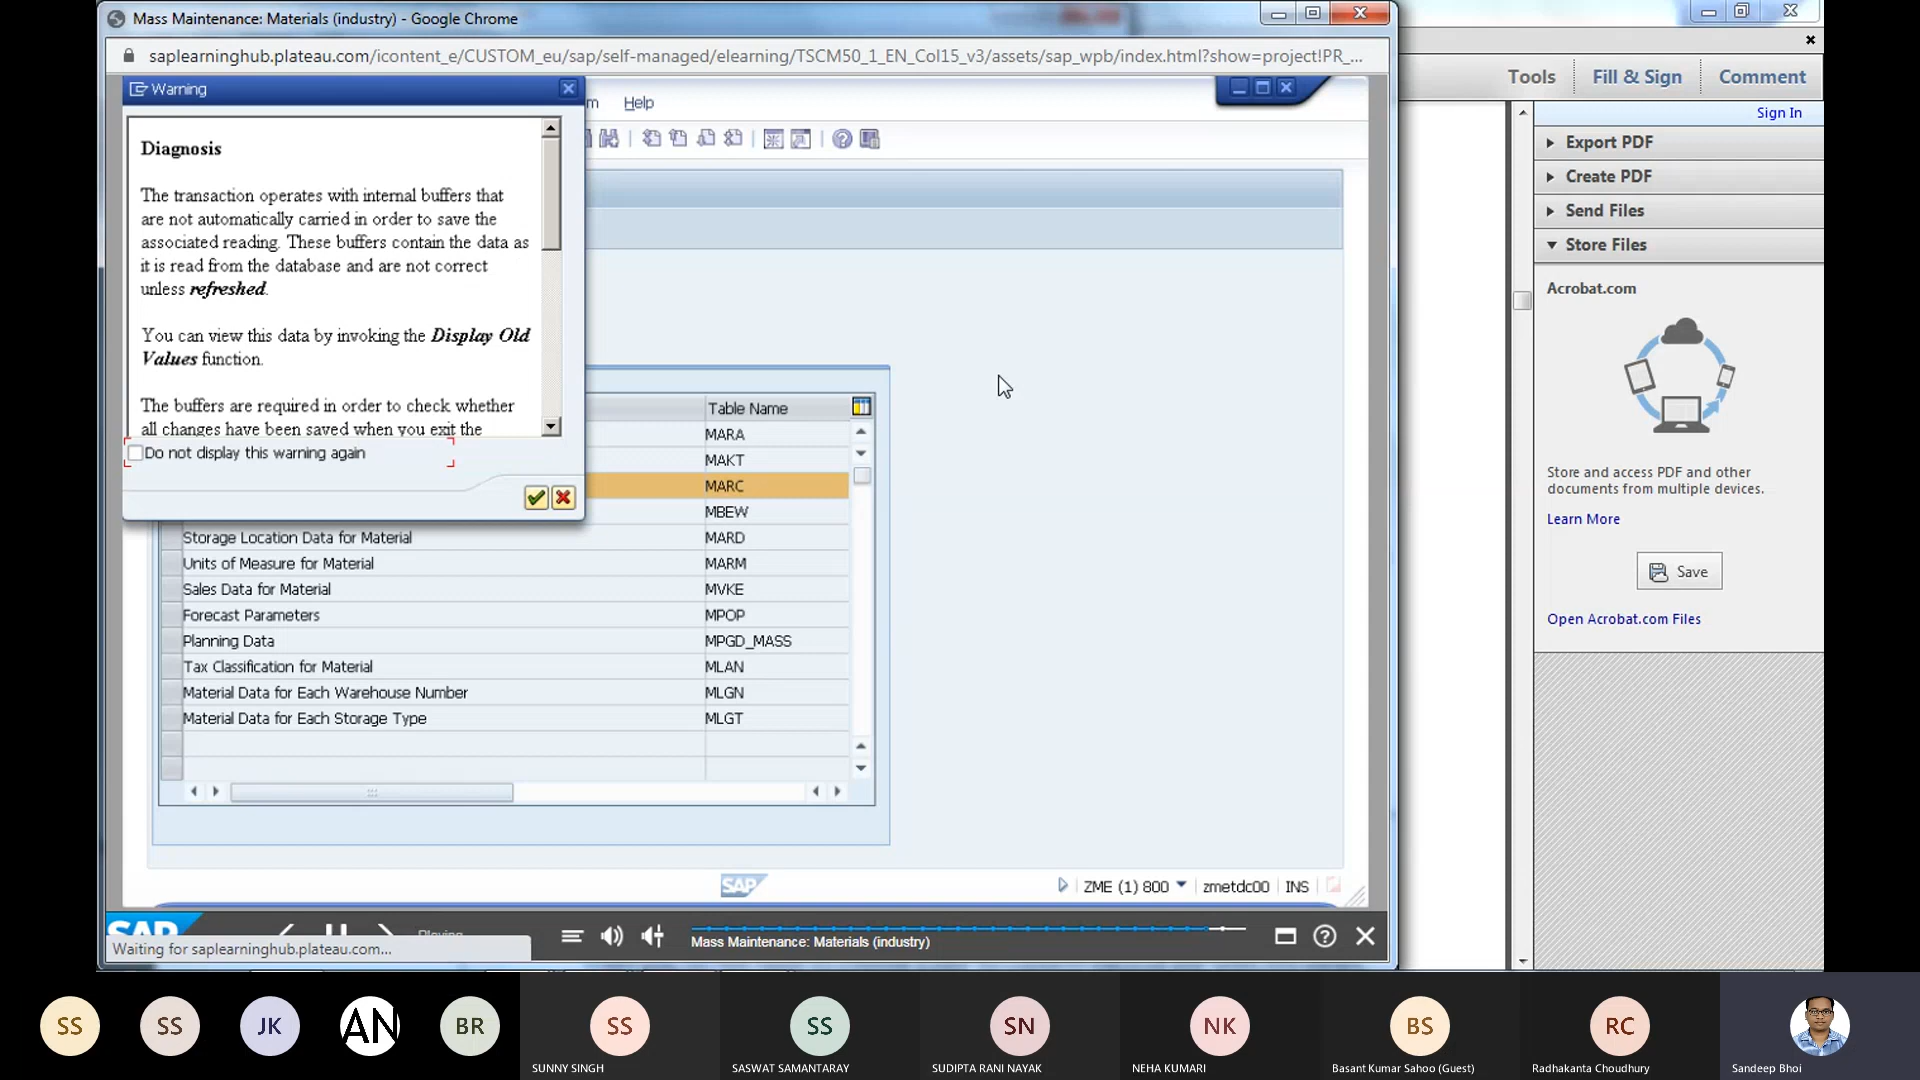 Mass Maintenance: Materials (industry) - Google Chrome
saplearninghub.plateau.com/icontent_e/CUSTOM_eu/sap/self-managed/elearning/TSCM50_1_EN_Col15_v3/assets/sap_wpb/index.html?show=project!PR_...
Tools Fill & Sign Comment
Warning
m Help
Sign In
Diagnosis
The transaction operates with internal buffers that
are not automatically carried in order to save the
associated reading. These buffers contain the data as
it is read from the database and are not correct
unless refreshed.
You can view this data by invoking the Display Old
Values function.
The buffers are required in order to check whether
all changes have been saved when you exit the
Do not display this warning again
Export PDF
Create PDF
Send Files
Store Files
Acrobat.com
Store and access PDF and other
documents from multiple devices.
Learn More
Save
Open Acrobat.com Files
Table Name
MARA
MAKT
MARC
MBEW
Storage Location Data for Material MARD
Units of Measure for Material MARM
Sales Data for Material MVKE
Forecast Parameters MPOP
Planning Data MPGD_MASS
Tax Classification for Material MLAN
Material Data for Each Warehouse Number MLGN
Material Data for Each Storage Type MLGT
SAP
ZME (1) 800 zmetdc00 INS
SAP
Playing
Mass Maintenance: Materials (industry)
Waiting for saplearninghub.plateau.com...
SS SS JK AN BR SS SS SN NK BS RC
SUNNY SINGH SASWAT SAMANTARAY SUDIPTA RANI NAYAK NEHA KUMARI Basant Kumar Sahoo (Guest) Radhakanta Choudhury Sandeep Bhoi